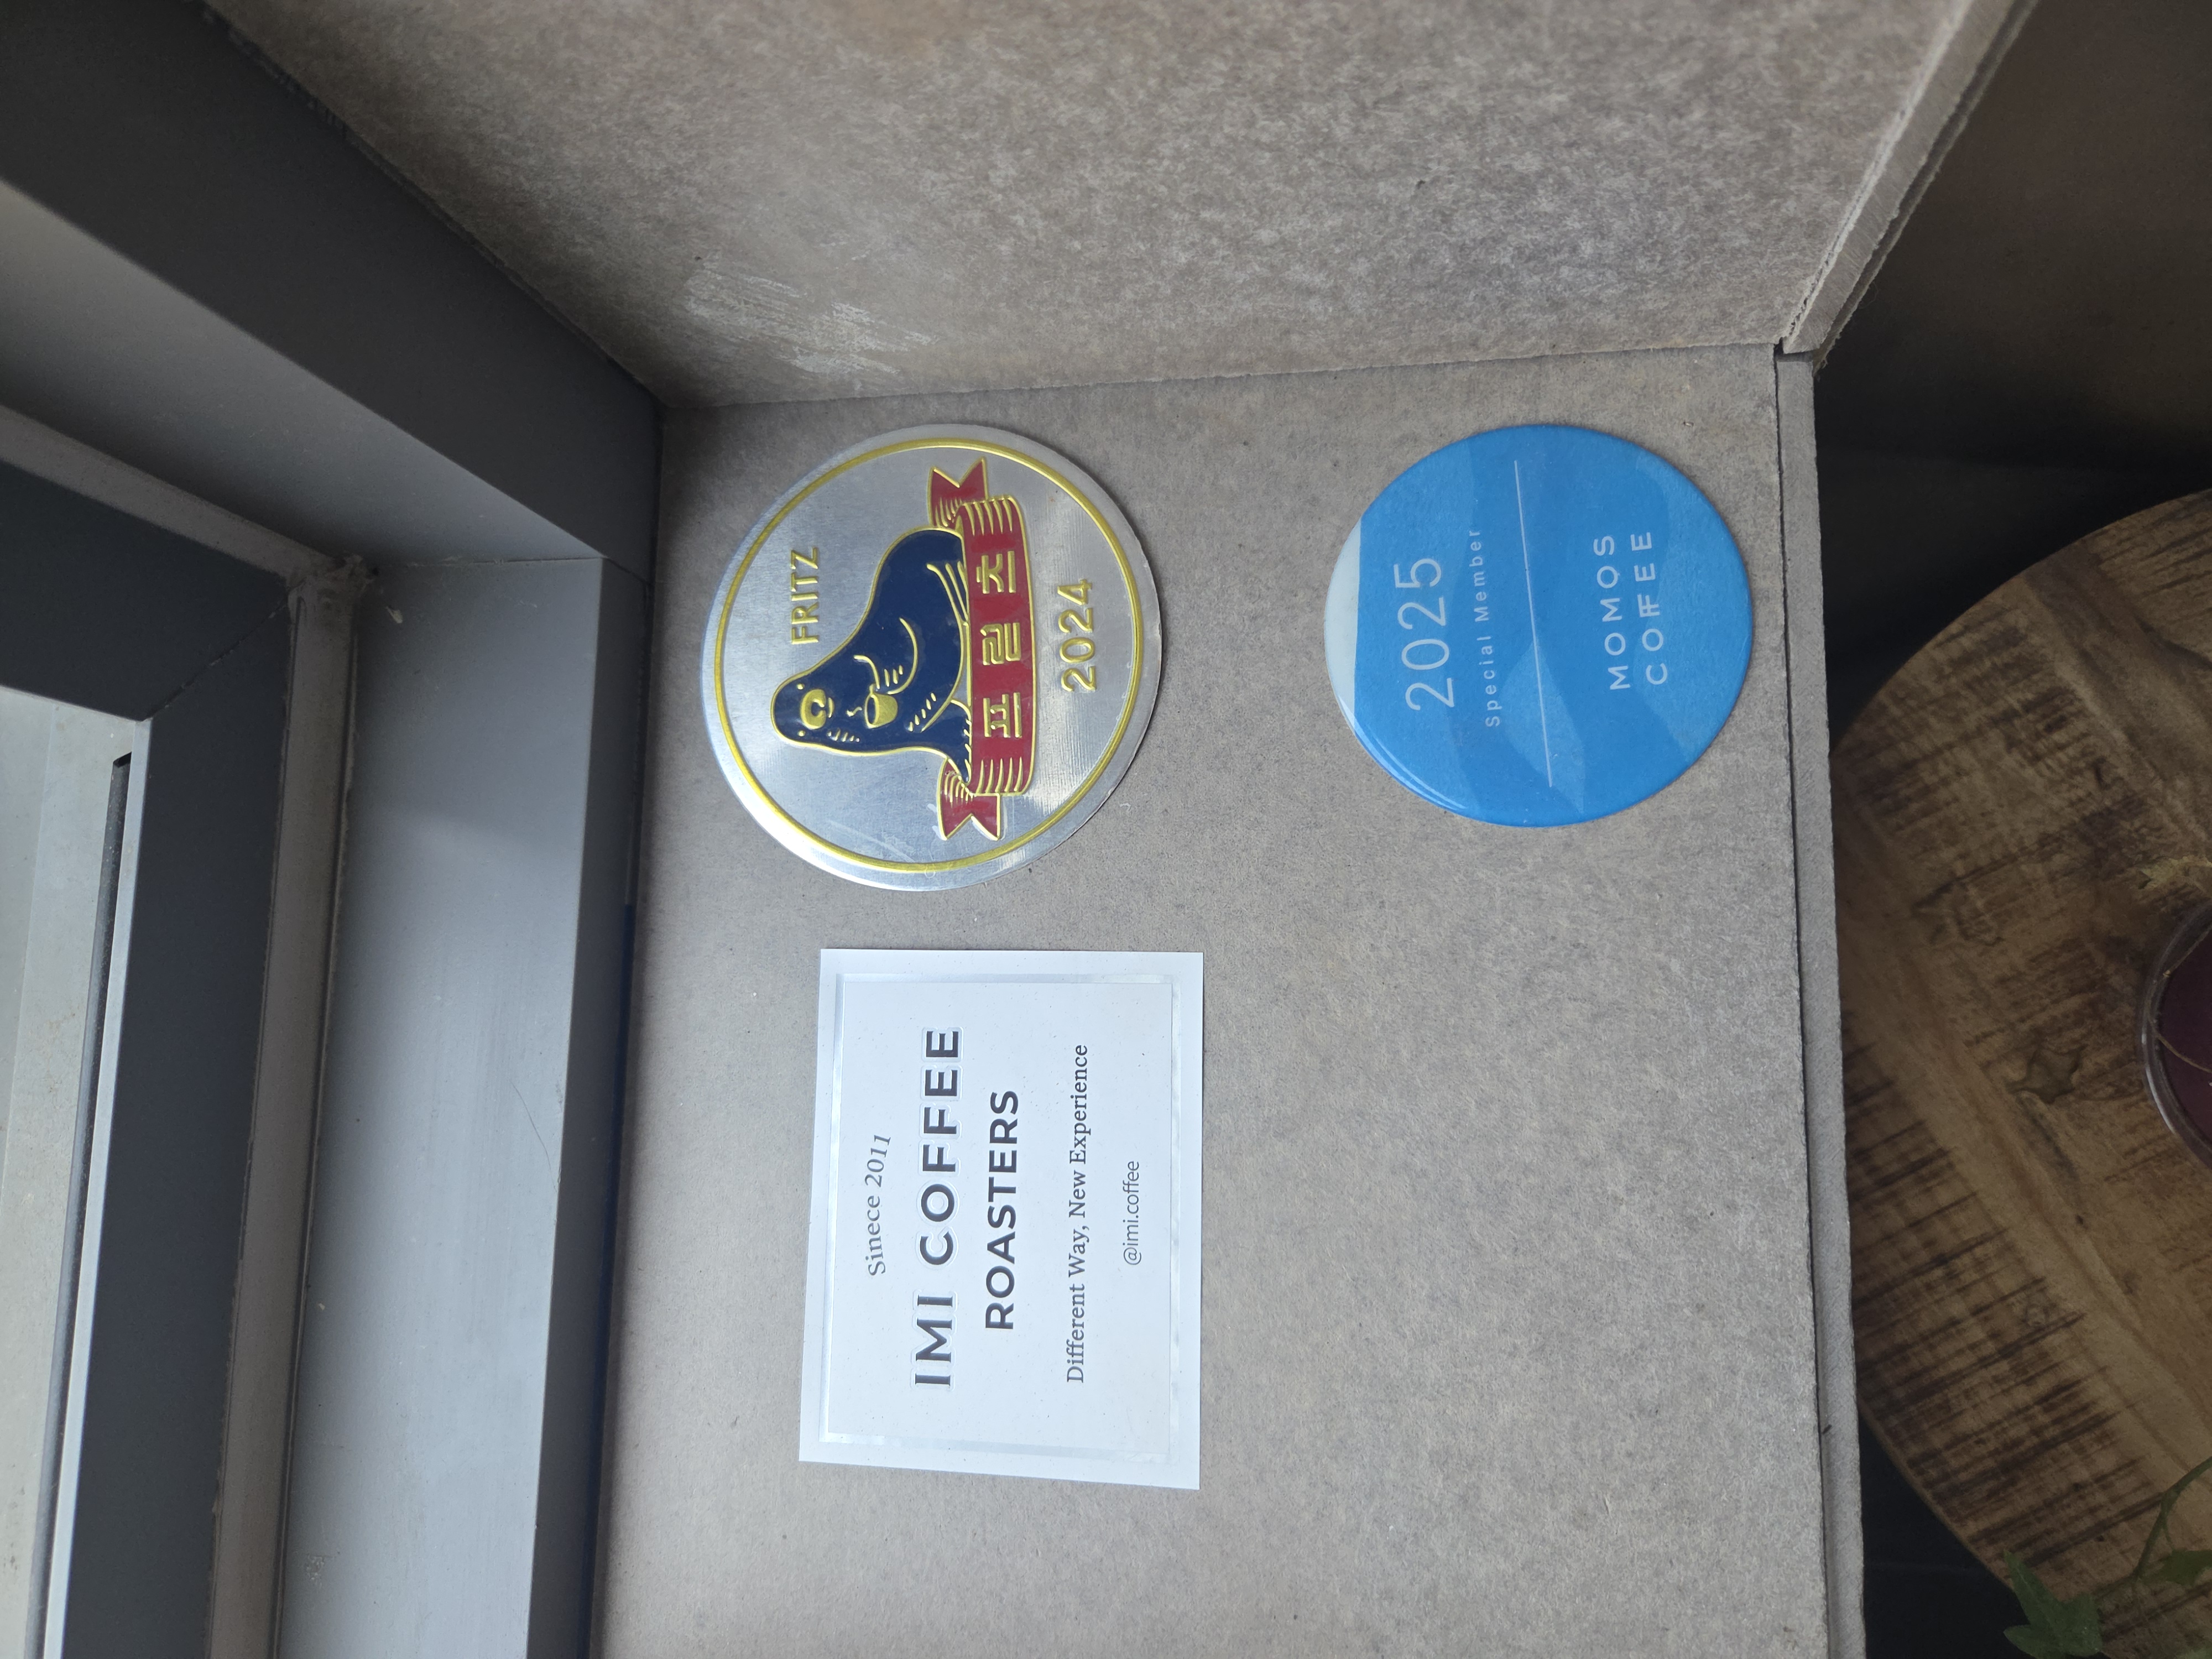 Sinece 2011
IMI COFFEE
ROASTERS
Different Way, New Experience
@imi.coffee
FRITZ
프릳츠
2024
2025
Special Member
MOMOS
COFFEE